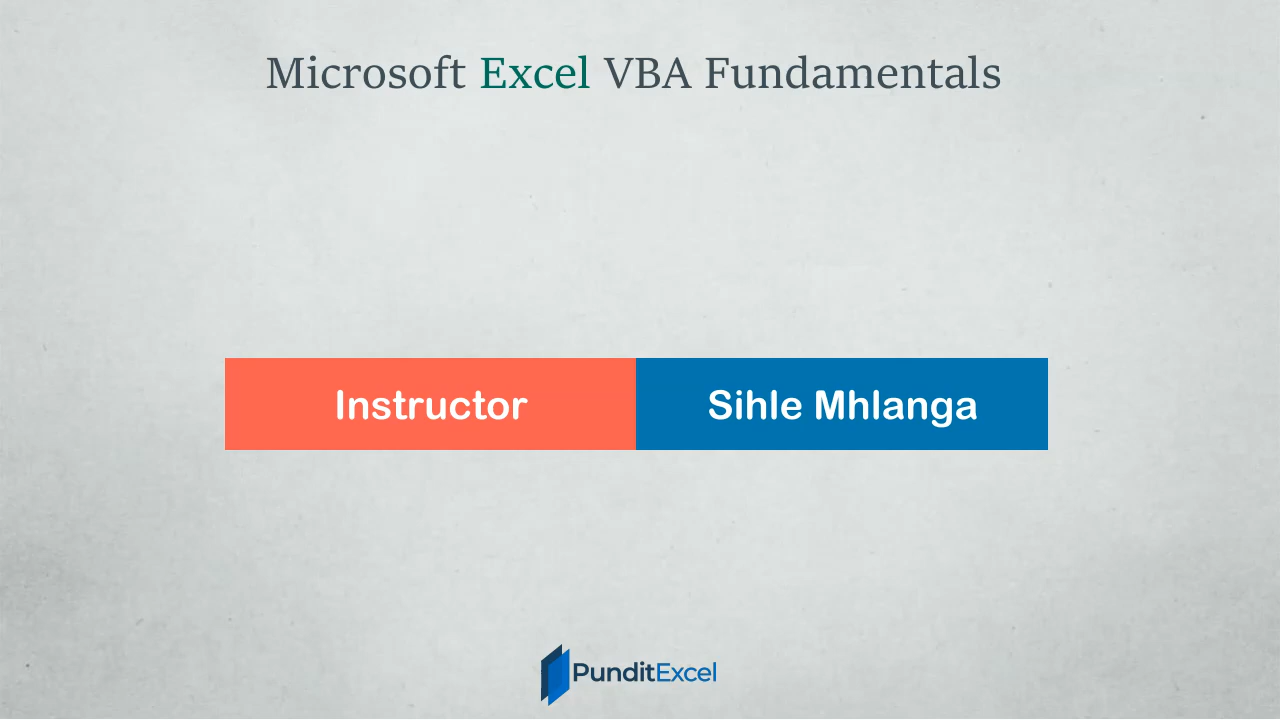 Microsoft Excel VBA Fundamentals
Instructor Sihle Mhlanga
PunditExcel